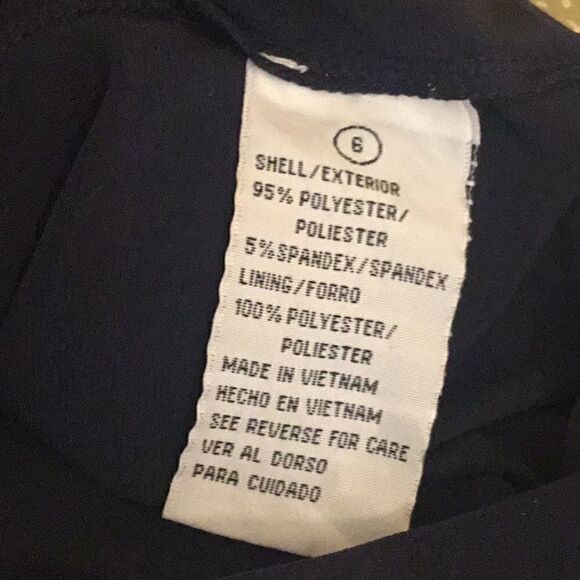 6
SHELL/EXTERIOR
95% POLYESTER/
POLIESTER
5%SPANDEX/SPANDEX
LINING/FORRO
100% POLYESTER/
POLIESTER
MADE IN VIETNAM
HECHO EN VIETNAM
SEE REVERSE FOR CARE
VER AL DORSO
PARA CUIDADO